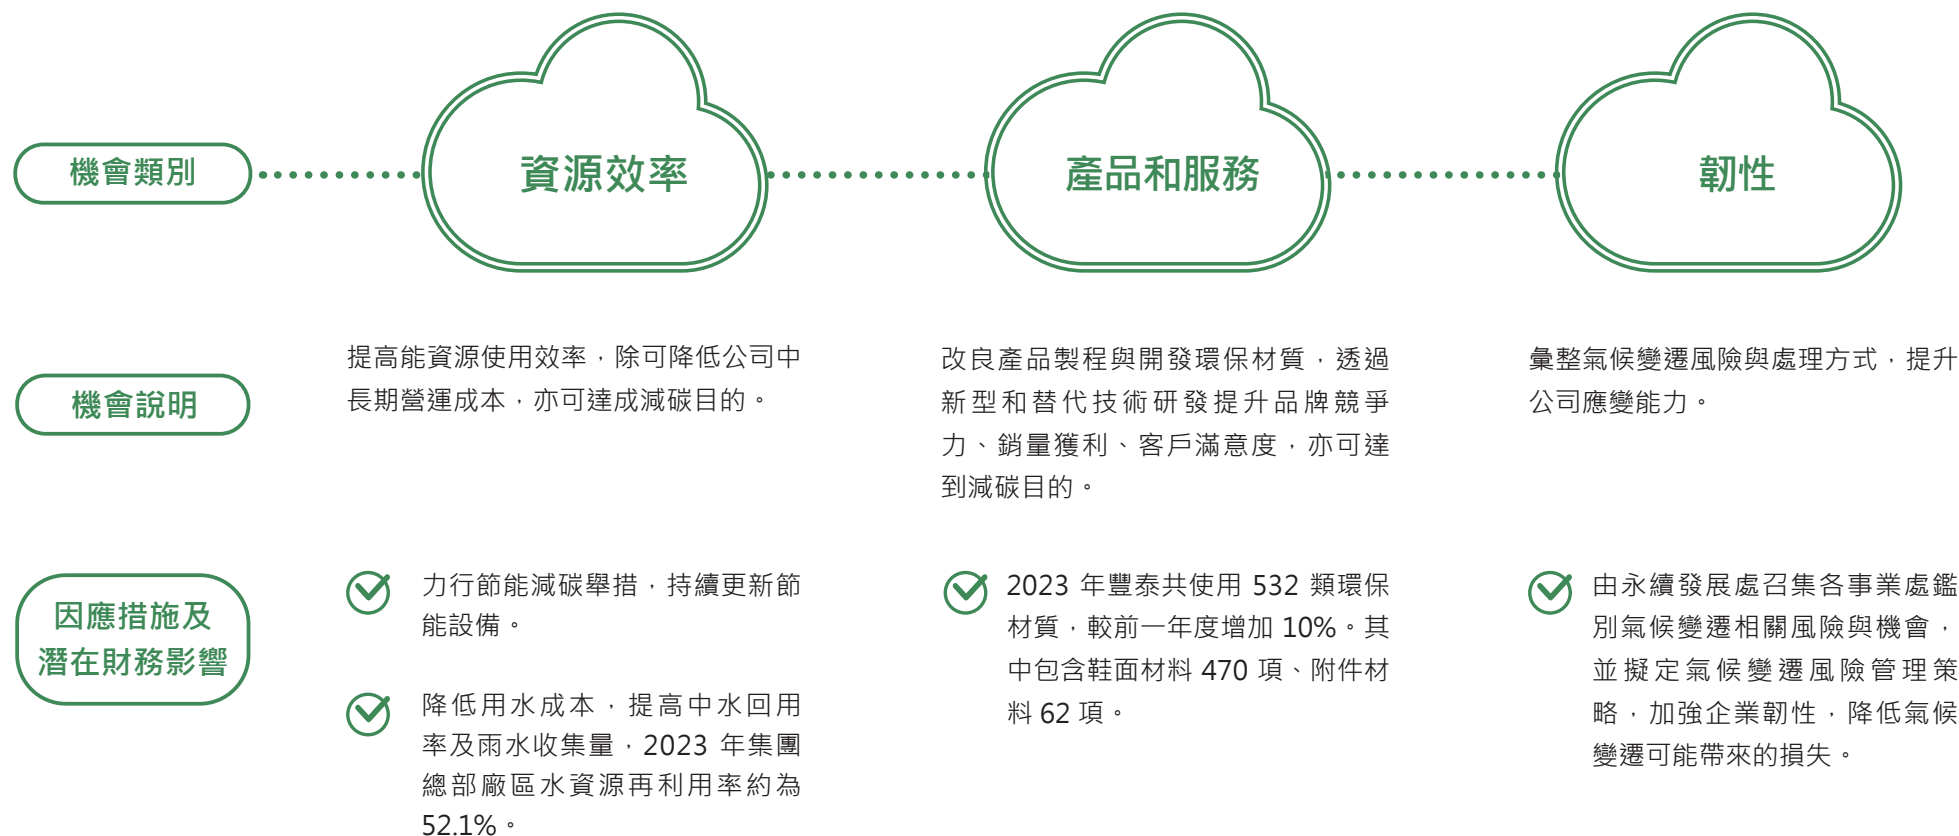 機會類別
資源效率
產品和服務
韌性
機會說明
提高能資源使用效率，除可降低公司中
長期營運成本，亦可達成減碳目的。
改良產品製程與開發環保材質，透過
新型和替代技術研發提升品牌競爭
力、銷量獲利、客戶滿意度，亦可達
到減碳目的。
彙整氣候變遷風險與處理方式，提升
公司應變能力。
因應措施及
潛在財務影響
力行節能減碳舉措，持續更新節
能設備。
降低用水成本，提高中水回用
率及雨水收集量，2023 年集團
總部廠區水資源再利用率約為
52.1%。
2023 年豐泰共使用 532 類環保
材質，較前一年度增加 10%。其
中包含鞋面材料 470 項、附件材
料 62 項。
由永續發展處召集各事業處鑑
別氣候變遷相關風險與機會，
並擬定氣候變遷風險管理策
略，加強企業韌性，降低氣候
變遷可能帶來的損失。